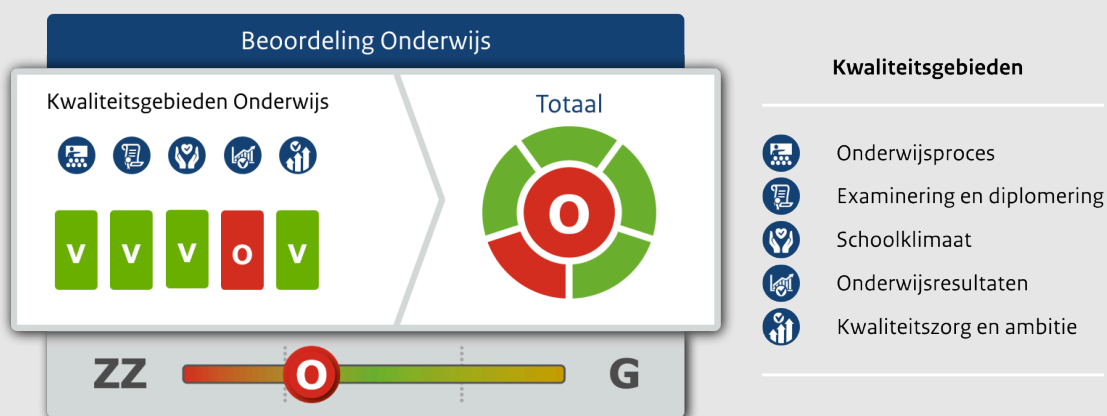 Beoordeling Onderwijs
Kwaliteitsgebieden Onderwijs
V V V O V
Totaal
O
ZZ O G
Kwaliteitsgebieden
Onderwijsproces
Examinering en diplomering
Schoolklimaat
Onderwijsresultaten
Kwaliteitszorg en ambitie